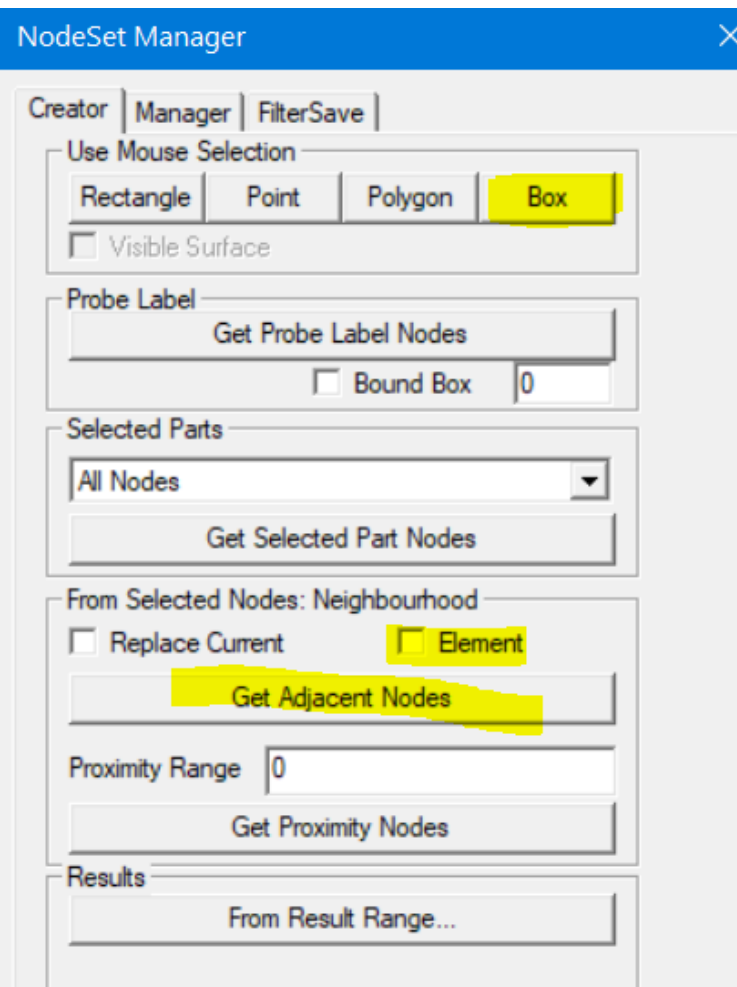 NodeSet Manager
Creator Manager FilterSave
Use Mouse Selection
Rectangle Point Polygon Box
Visible Surface
Probe Label
Get Probe Label Nodes
Bound Box 0
Selected Parts
All Nodes
Get Selected Part Nodes
From Selected Nodes: Neighbourhood
Replace Current Element
Get Adjacent Nodes
Proximity Range 0
Get Proximity Nodes
Results
From Result Range...